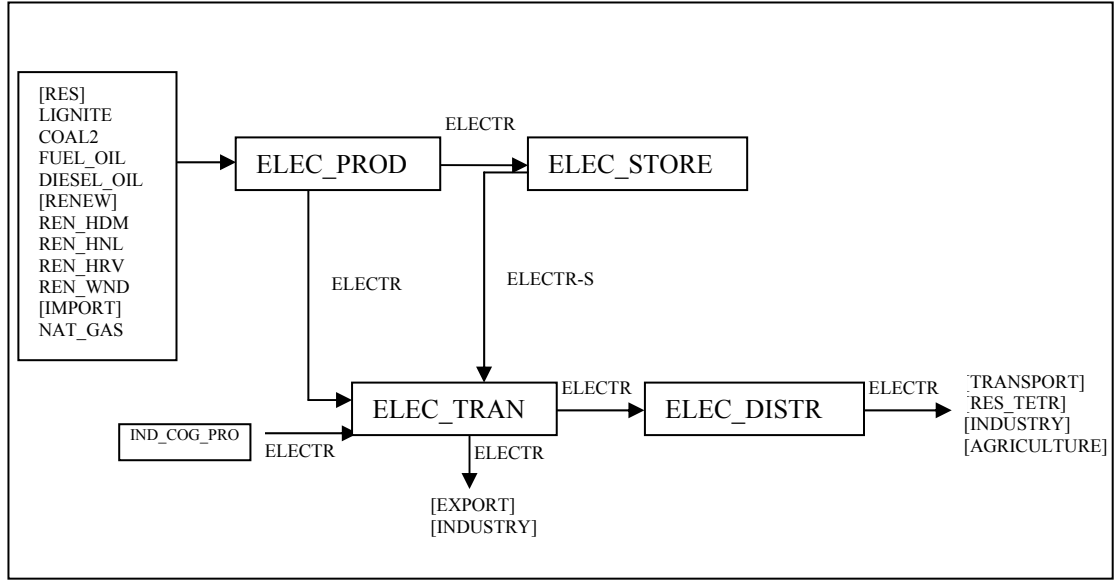 [RES]
LIGNITE
COAL2
FUEL_OIL
DIESEL_OIL
[RENEW]
REN_HDM
REN_HNL
REN_HRV
REN_WND
[IMPORT]
NAT_GAS
ELEC_PROD
ELECTR
ELEC_STORE
ELECTR
ELECTR-S
IND_COG_PRO
ELECTR
ELEC_TRAN
ELECTR
ELEC_DISTR
ELECTR
[TRANSPORT]
[RES_TETR]
[INDUSTRY]
[AGRICULTURE]
ELECTR
[EXPORT]
[INDUSTRY]